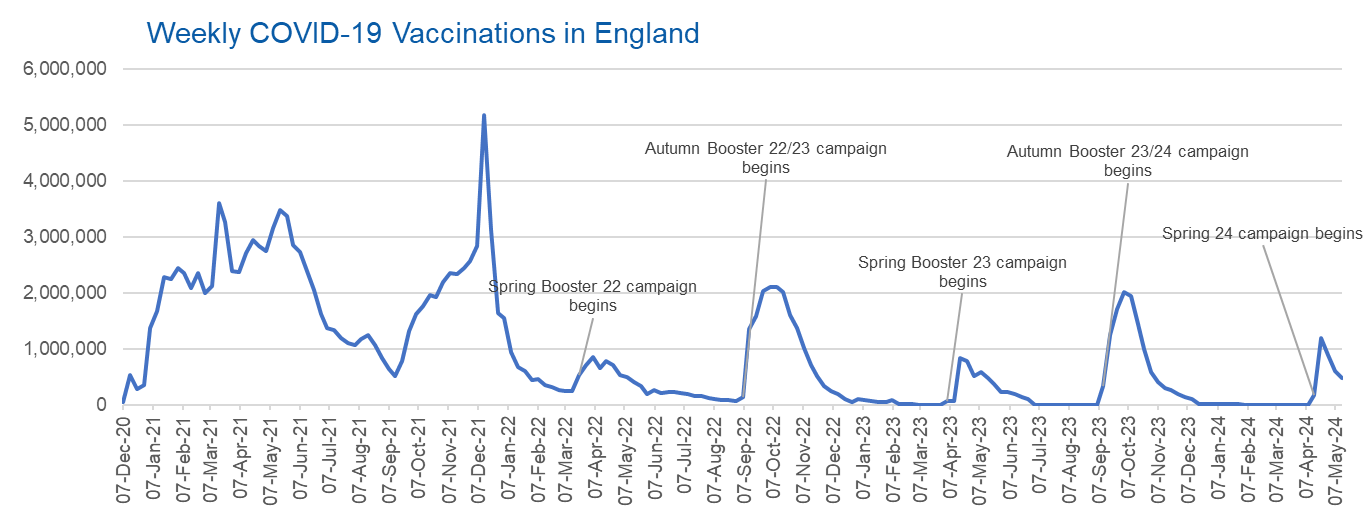 Weekly COVID-19 Vaccinations in England
6,000,000
5,000,000
4,000,000
3,000,000
2,000,000
1,000,000
0
Autumn Booster 22/23 campaign
begins
Autumn Booster 23/24 campaign
begins
Spring 24 campaign begins
Spring Booster 23 campaign
begins
Spring Booster 22 campaign
begins
07-Dec-20
07-Jan-21
07-Feb-21
07-Mar-21
07-Apr-21
07-May-21
07-Jun-21
07-Jul-21
07-Aug-21
07-Sep-21
07-Oct-21
07-Nov-21
07-Dec-21
07-Jan-22
07-Feb-22
07-Mar-22
07-Apr-22
07-May-22
07-Jun-22
07-Jul-22
07-Aug-22
07-Sep-22
07-Oct-22
07-Nov-22
07-Dec-22
07-Jan-23
07-Feb-23
07-Mar-23
07-Apr-23
07-May-23
07-Jun-23
07-Jul-23
07-Aug-23
07-Sep-23
07-Oct-23
07-Nov-23
07-Dec-23
07-Jan-24
07-Feb-24
07-Mar-24
07-Apr-24
07-May-24